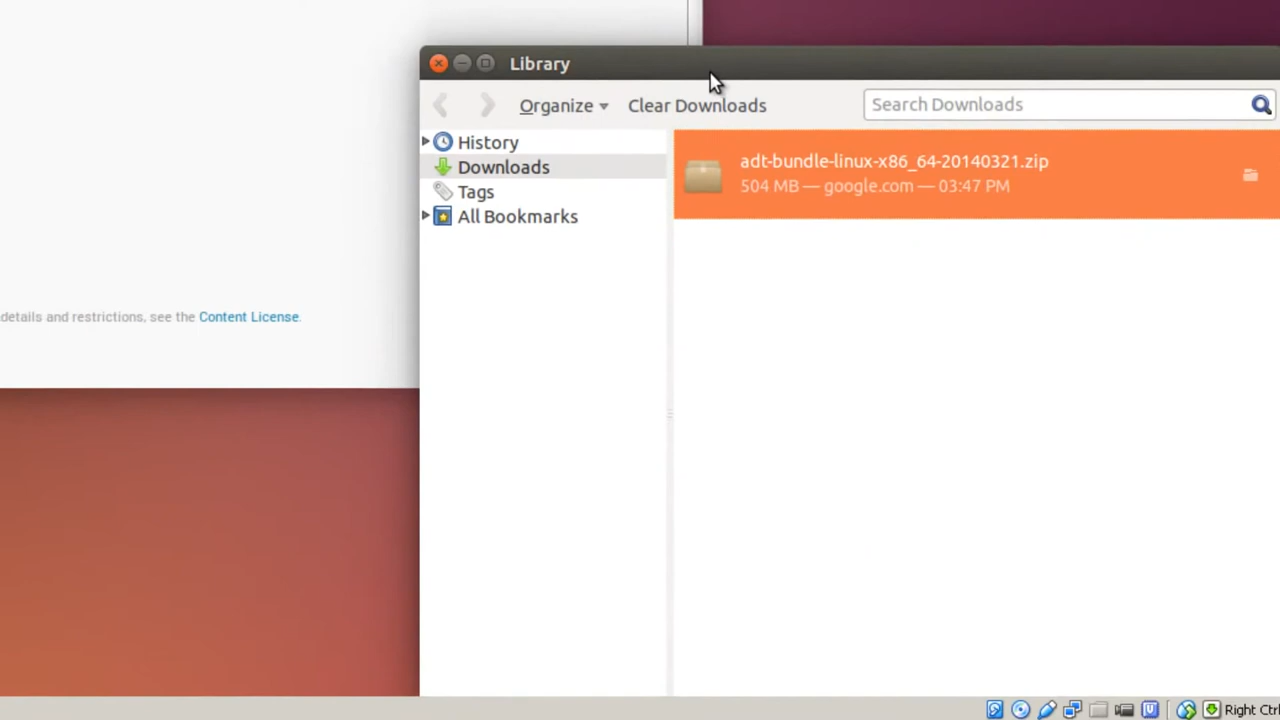 Library
Organize Clear Downloads Search Downloads
History
Downloads
Tags
All Bookmarks
adt-bundle-linux-x86_64-20140321.zip
504 MB — google.com — 03:47 PM
details and restrictions, see the Content License.
Right Ctrl